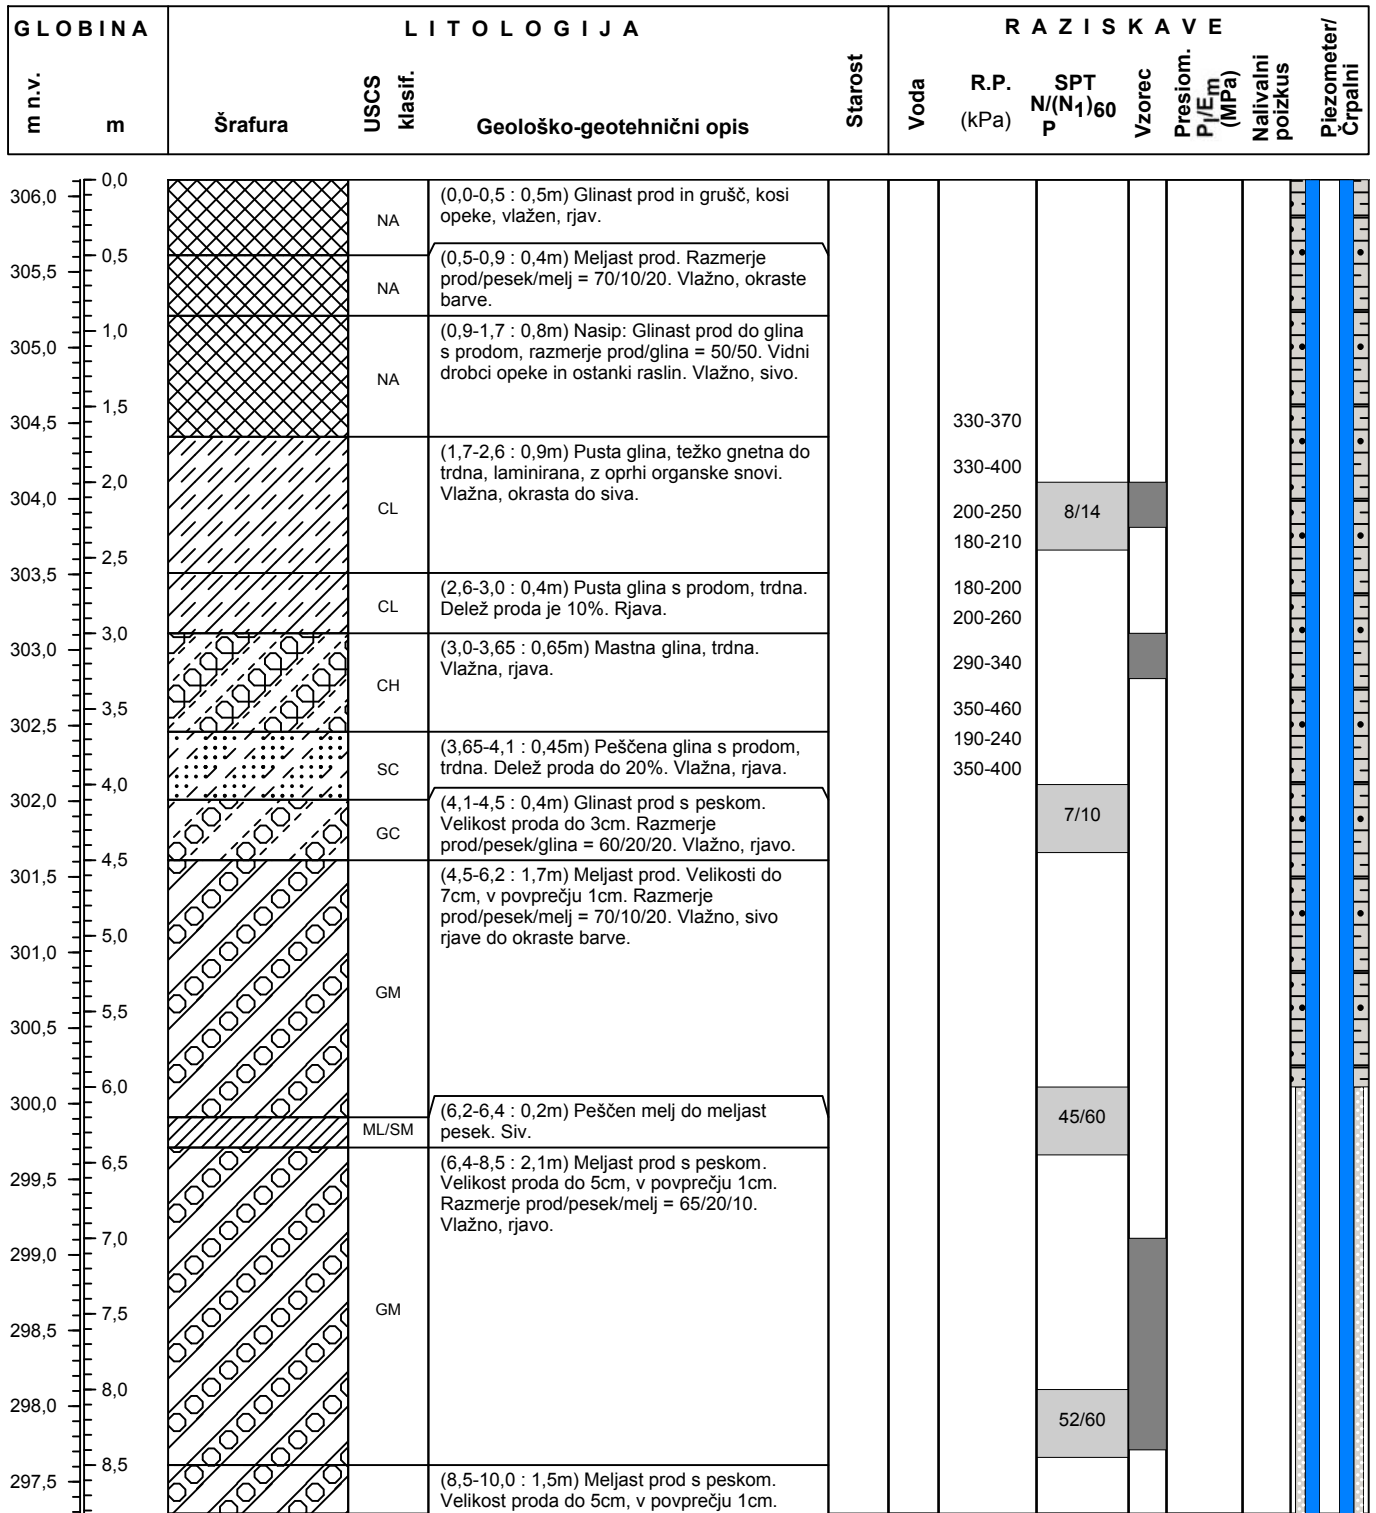 GLOBINA
LITOLOGIJA
RAZISKAVE
m n.v.
m
Šrafura
USCS
klasif.
Geološko-geotehnični opis
Starost
Voda
R.P.
(kPa)
SPT
N/(N1)60
P
Vzorec
Presiom.
Pl/Em
(MPa)
Nalivalni
poizkus
Piezometer/
Črpalni
306,0
305,5
305,0
304,5
304,0
303,5
303,0
302,5
302,0
301,5
301,0
300,5
300,0
299,5
299,0
298,5
298,0
297,5
0,0
0,5
1,0
1,5
2,0
2,5
3,0
3,5
4,0
4,5
5,0
5,5
6,0
6,5
7,0
7,5
8,0
8,5
NA
(0,0-0,5 : 0,5m) Glinast prod in grušč, kosi
opeke, vlažen, rjav.
NA
(0,5-0,9 : 0,4m) Meljast prod. Razmerje
prod/pesek/melj = 70/10/20. Vlažno, okraste
barve.
NA
(0,9-1,7 : 0,8m) Nasip: Glinast prod do glina
s prodom, razmerje prod/glina = 50/50. Vidni
drobci opeke in ostanki raslin. Vlažno, sivo.
CL
(1,7-2,6 : 0,9m) Pusta glina, težko gnetna do
trdna, laminirana, z oprhi organske snovi.
Vlažna, okrasta do siva.
CL
(2,6-3,0 : 0,4m) Pusta glina s prodom, trdna.
Delež proda je 10%. Rjava.
CH
(3,0-3,65 : 0,65m) Mastna glina, trdna.
Vlažna, rjava.
SC
(3,65-4,1 : 0,45m) Peščena glina s prodom,
trdna. Delež proda do 20%. Vlažna, rjava.
GC
(4,1-4,5 : 0,4m) Glinast prod s peskom.
Velikost proda do 3cm. Razmerje
prod/pesek/glina = 60/20/20. Vlažno, rjavo.
GM
(4,5-6,2 : 1,7m) Meljast prod. Velikosti do
7cm, v povprečju 1cm. Razmerje
prod/pesek/melj = 70/10/20. Vlažno, sivo
rjave do okraste barve.
ML/SM
(6,2-6,4 : 0,2m) Peščen melj do meljast
pesek. Siv.
GM
(6,4-8,5 : 2,1m) Meljast prod s peskom.
Velikost proda do 5cm, v povprečju 1cm.
Razmerje prod/pesek/melj = 65/20/10.
Vlažno, rjavo.
(8,5-10,0 : 1,5m) Meljast prod s peskom.
Velikost proda do 5cm, v povprečju 1cm.
330-370
330-400
200-250
180-210
180-200
200-260
290-340
350-460
190-240
350-400
8/14
7/10
45/60
52/60